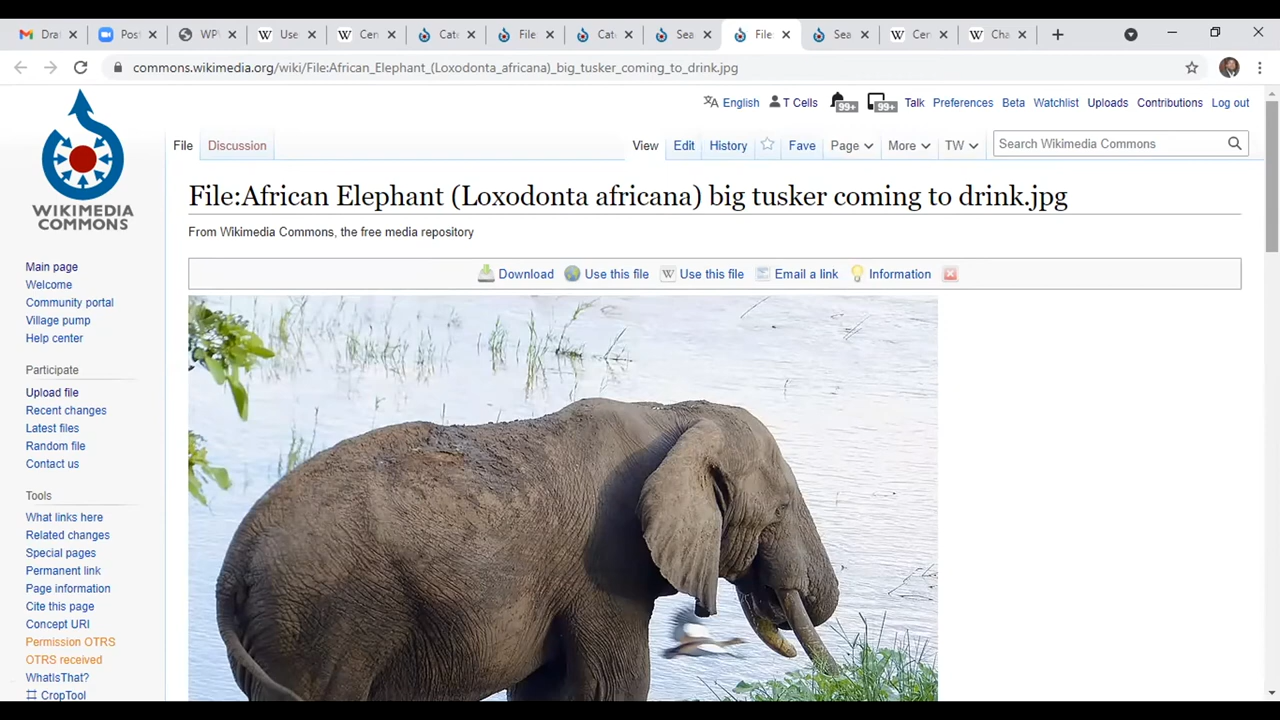 Dra
Pos
WPV
Use
Cen
Cate
File
Cate
Sea
File:
Sea
Cer
Cha
commons.wikimedia.org/wiki/File:African_Elephant_(Loxodonta_africana)_big_tusker_coming_to_drink.jpg
English T Cells 99+ 99+ Talk Preferences Beta Watchlist Uploads Contributions Log out
File Discussion View Edit History Fave Page More TW Search Wikimedia Commons
WIKIMEDIA
COMMONS
File:African Elephant (Loxodonta africana) big tusker coming to drink.jpg
From Wikimedia Commons, the free media repository
Download Use this file W Use this file Email a link Information
Main page
Welcome
Community portal
Village pump
Help center
Participate
Upload file
Recent changes
Latest files
Random file
Contact us
Tools
What links here
Related changes
Special pages
Permanent link
Page information
Cite this page
Concept URI
Permission OTRS
OTRS received
WhatIsThat?
CropTool